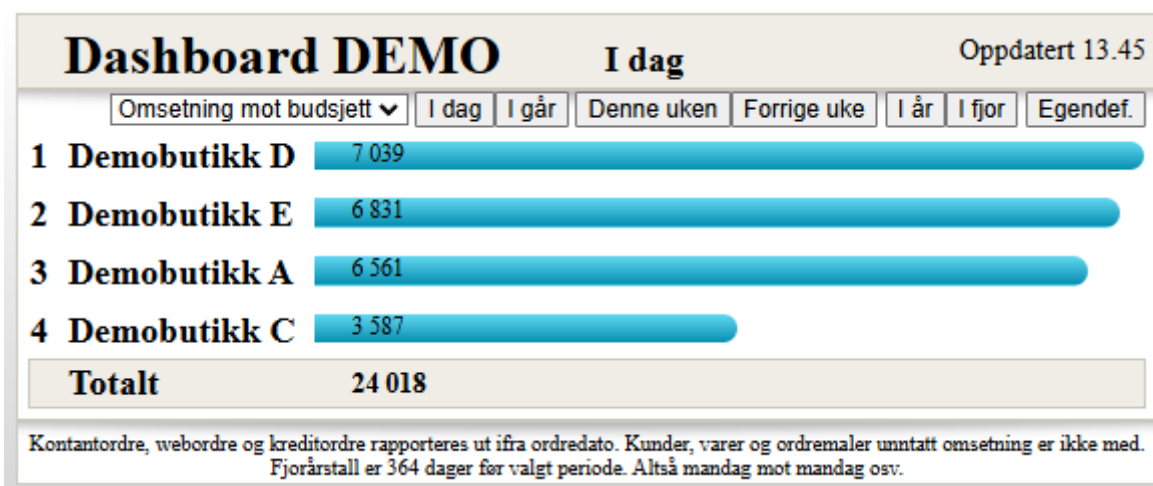 Dashboard DEMO I dag Oppdatert 13.45
Omsetning mot budsjett I dag I går Denne uken Forrige uke I år I fjor Egendef.
1 Demobutikk D 7 039
2 Demobutikk E 6 831
3 Demobutikk A 6 561
4 Demobutikk C 3 587
Totalt 24 018
Kontantordre, webordre og kreditordre rapporteres ut ifra ordredato. Kunder, varer og ordremaler unntatt omsetning er ikke med.
Fjorårstall er 364 dager før valgt periode. Altså mandag mot mandag osv.